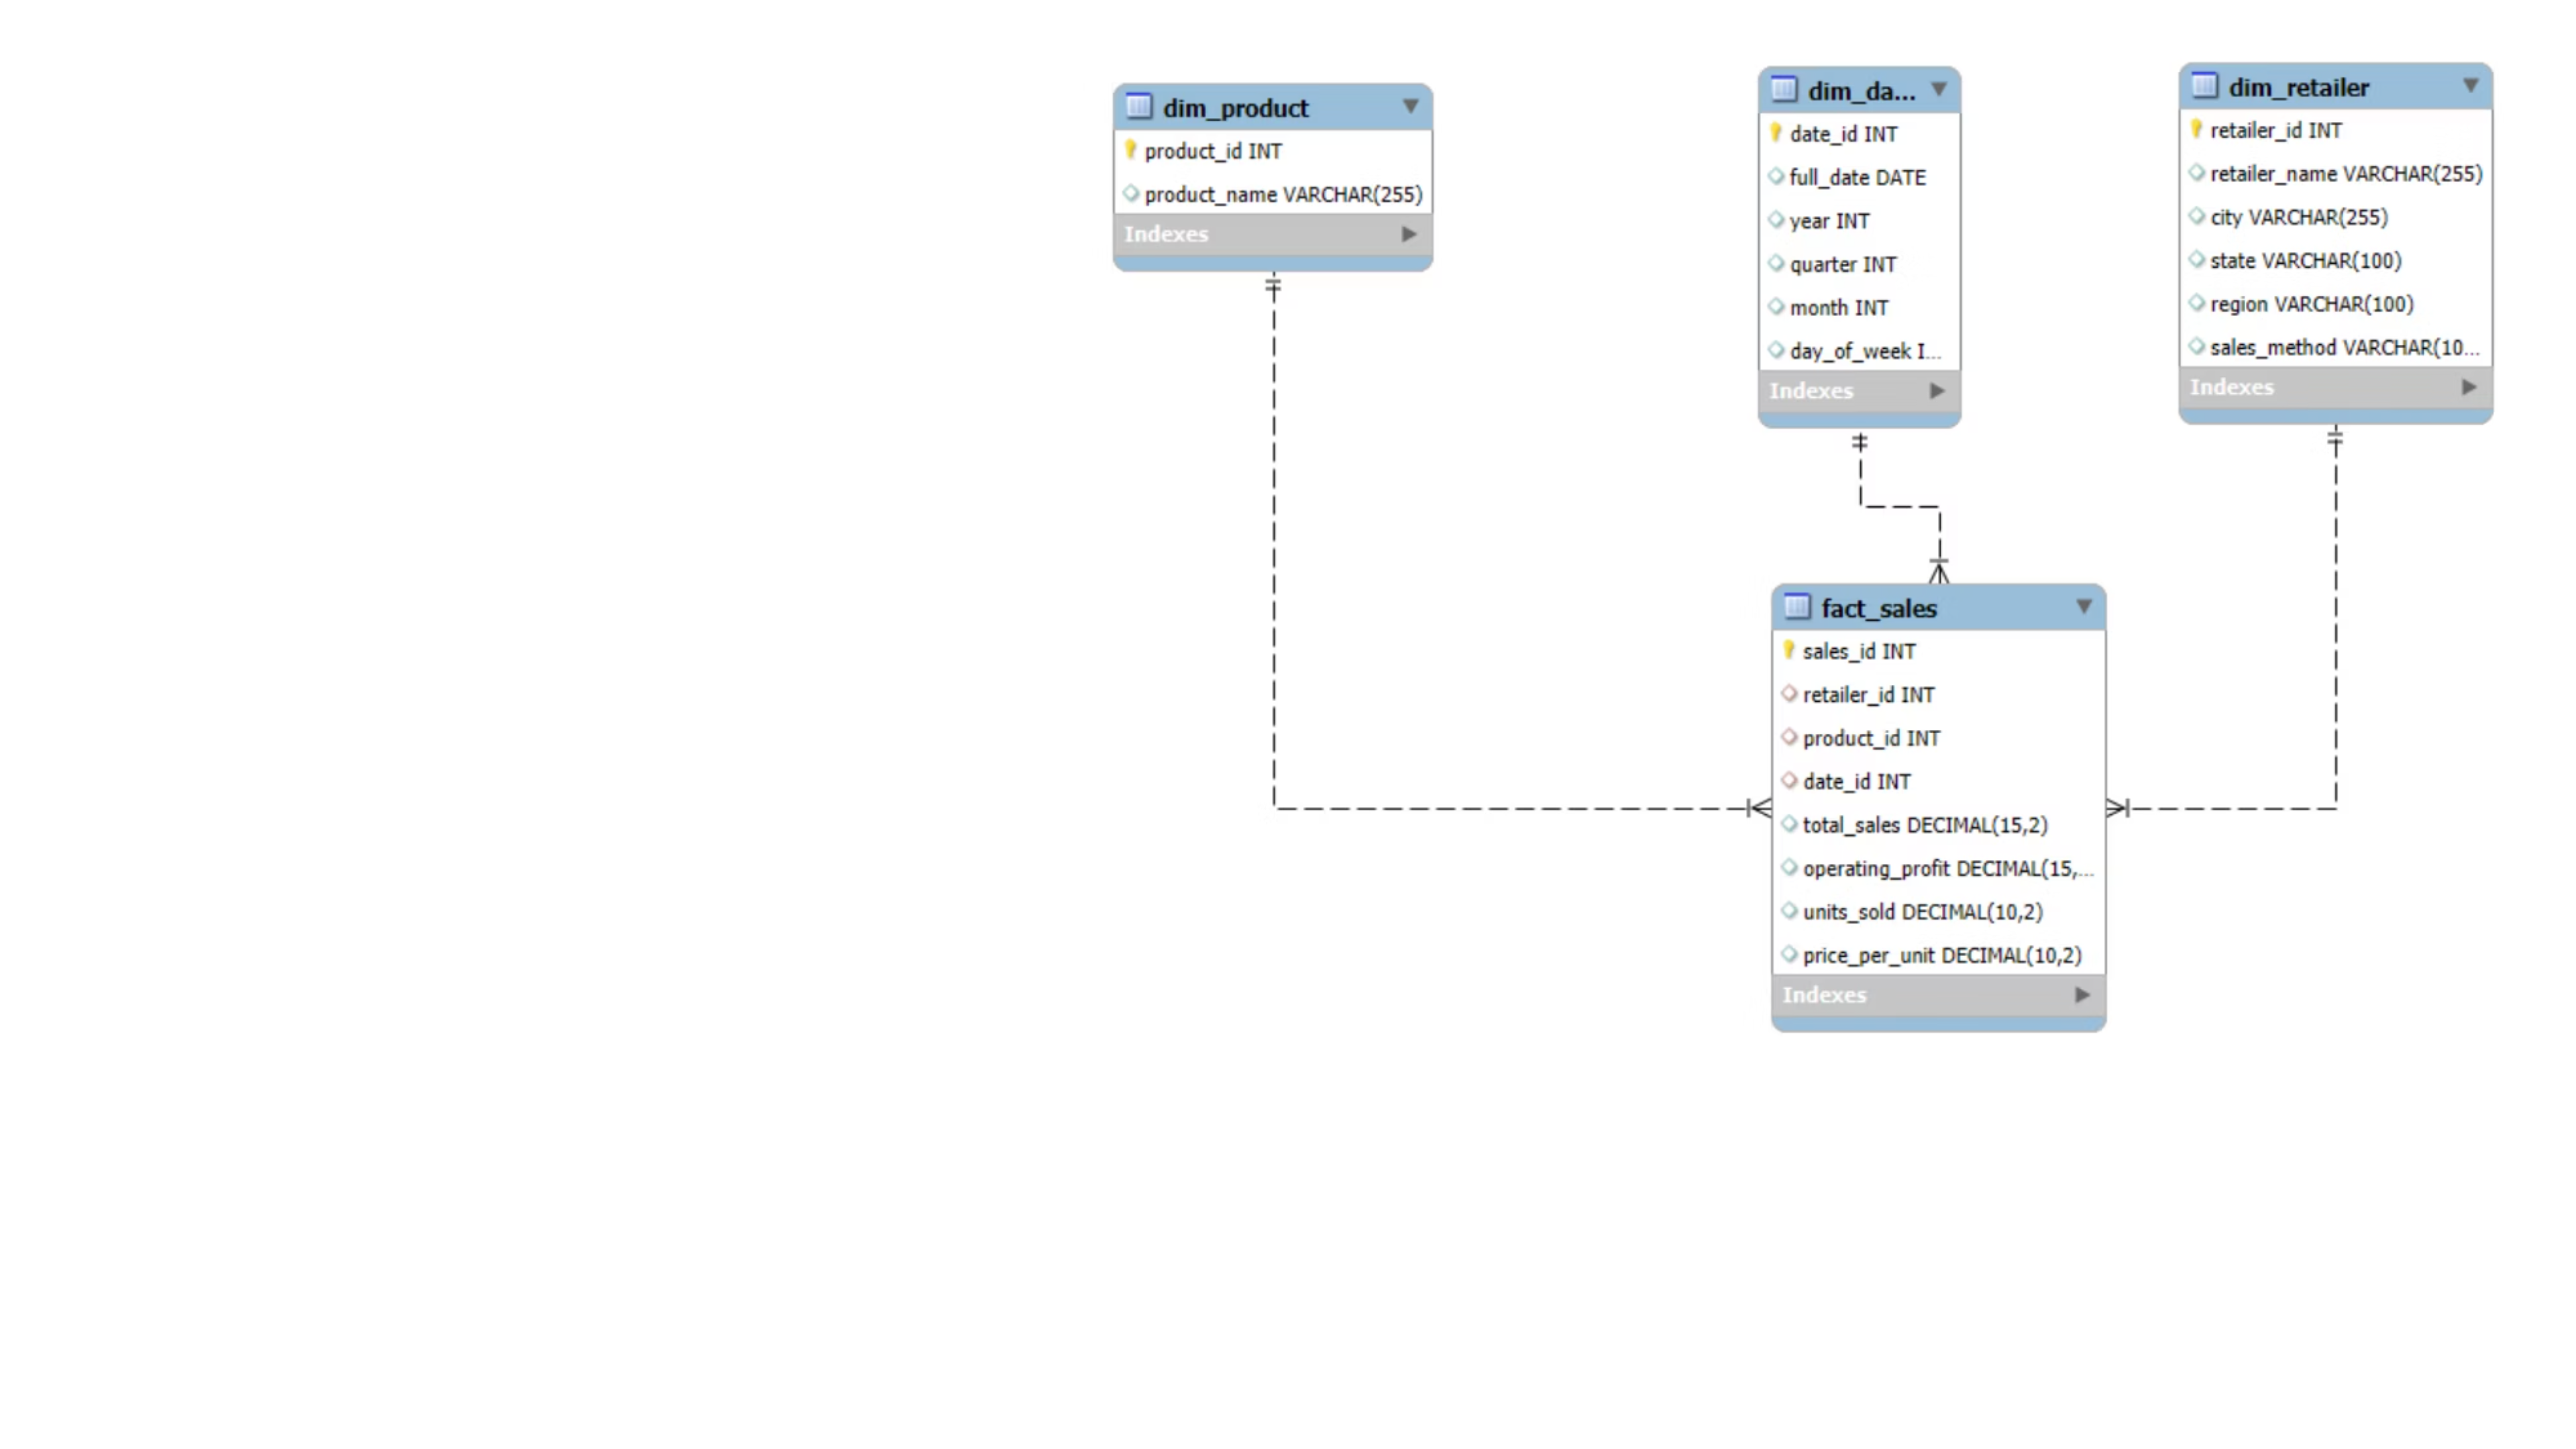 dim_product
product_id INT
product_name VARCHAR(255)
Indexes
dim_da...
date_id INT
full_date DATE
year INT
quarter INT
month INT
day_of_week I...
Indexes
dim_retailer
retailer_id INT
retailer_name VARCHAR(255)
city VARCHAR(255)
state VARCHAR(100)
region VARCHAR(100)
sales_method VARCHAR(10...
Indexes
fact_sales
sales_id INT
retailer_id INT
product_id INT
date_id INT
total_sales DECIMAL(15,2)
operating_profit DECIMAL(15,...
units_sold DECIMAL(10,2)
price_per_unit DECIMAL(10,2)
Indexes